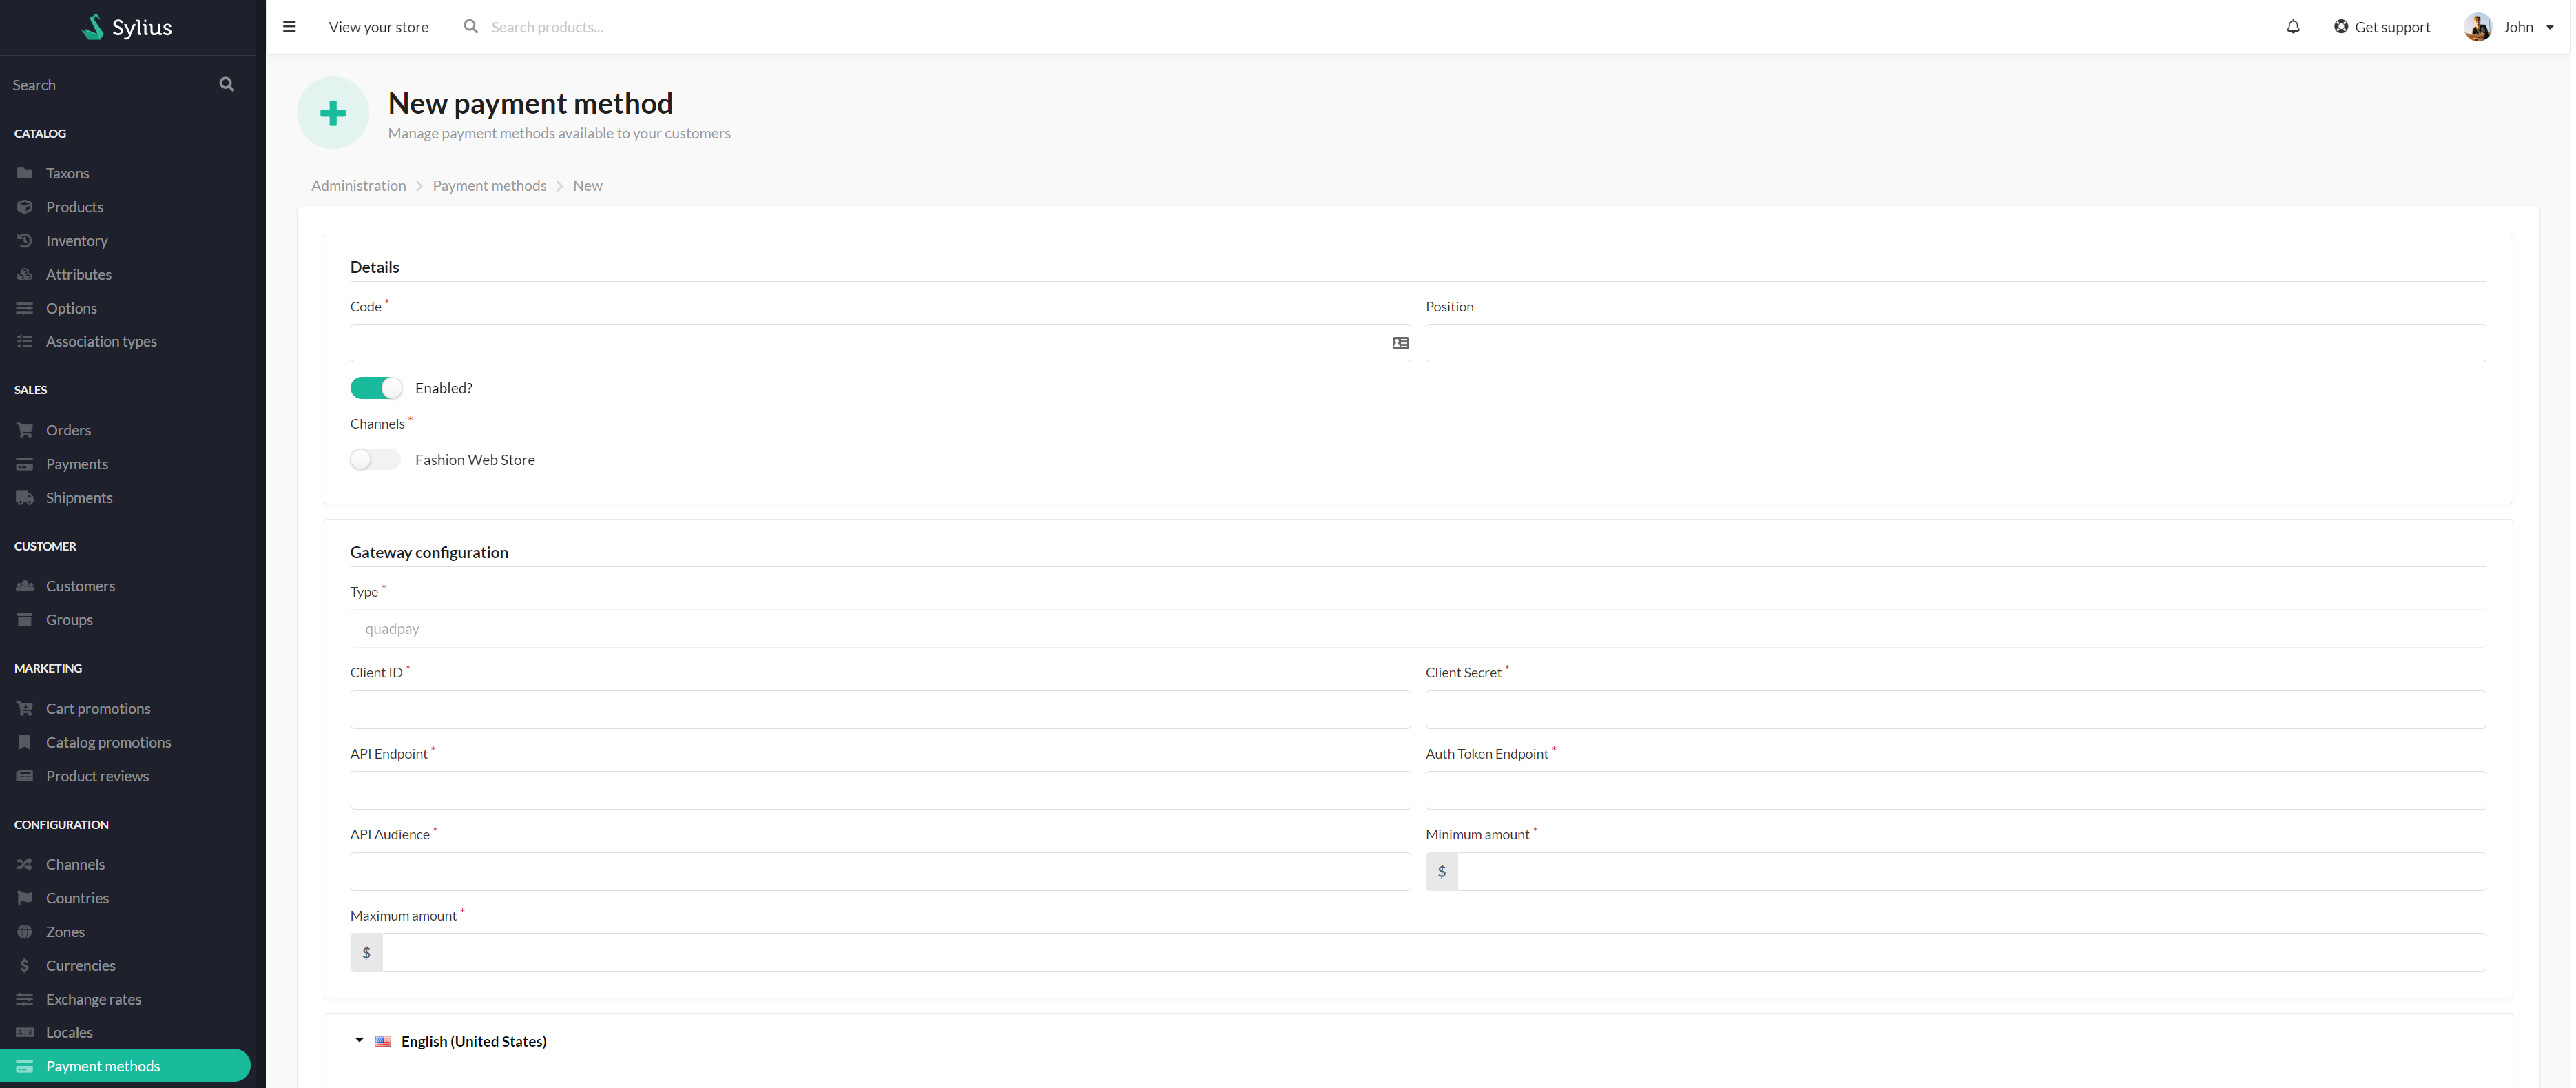 Sylius
Search
CATALOG
Taxons
Products
Inventory
Attributes
Options
Association types
SALES
Orders
Payments
Shipments
CUSTOMER
Customers
Groups
MARKETING
Cart promotions
Catalog promotions
Product reviews
CONFIGURATION
Channels
Countries
Zones
Currencies
Exchange rates
Locales
Payment methods
View your store
Search products...
Get support
John
New payment method
Manage payment methods available to your customers
Administration > Payment methods > New
Details
Code *
Position
Enabled?
Channels *
Fashion Web Store
Gateway configuration
Type *
quadpay
Client ID *
Client Secret *
API Endpoint *
Auth Token Endpoint *
API Audience *
Minimum amount *
$
Maximum amount *
$
English (United States)